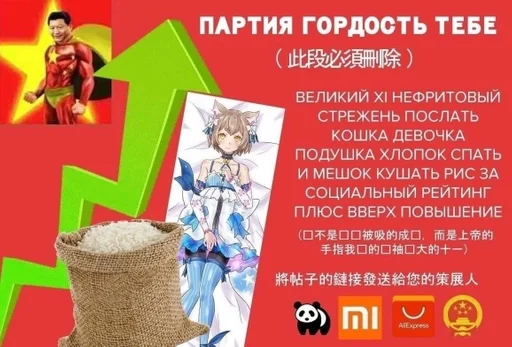 ПАРТИЯ ГОРДОСТЬ ТЕБЕ
（此段必須刪除）
ВЕЛИКИЙ XI НЕФРИТОВЫЙ
СТРЕЖЕНЬ ПОСЛАТЬ
КОШКА ДЕВОЧКА
ПОДУШКА ХЛОПОК СПАТЬ
И МЕШОК КУШАТЬ РИС ЗА
СОЦИАЛЬНЫЙ РЕЙТИНГ
ПЛЮС ВВЕРХ ПОВЫШЕНИЕ
（□不是□□被吸的成□，而是上帝的
手指我□的□袖□大的十一）
將帖子的鏈接發送給您的策展人
mi
AliExpress